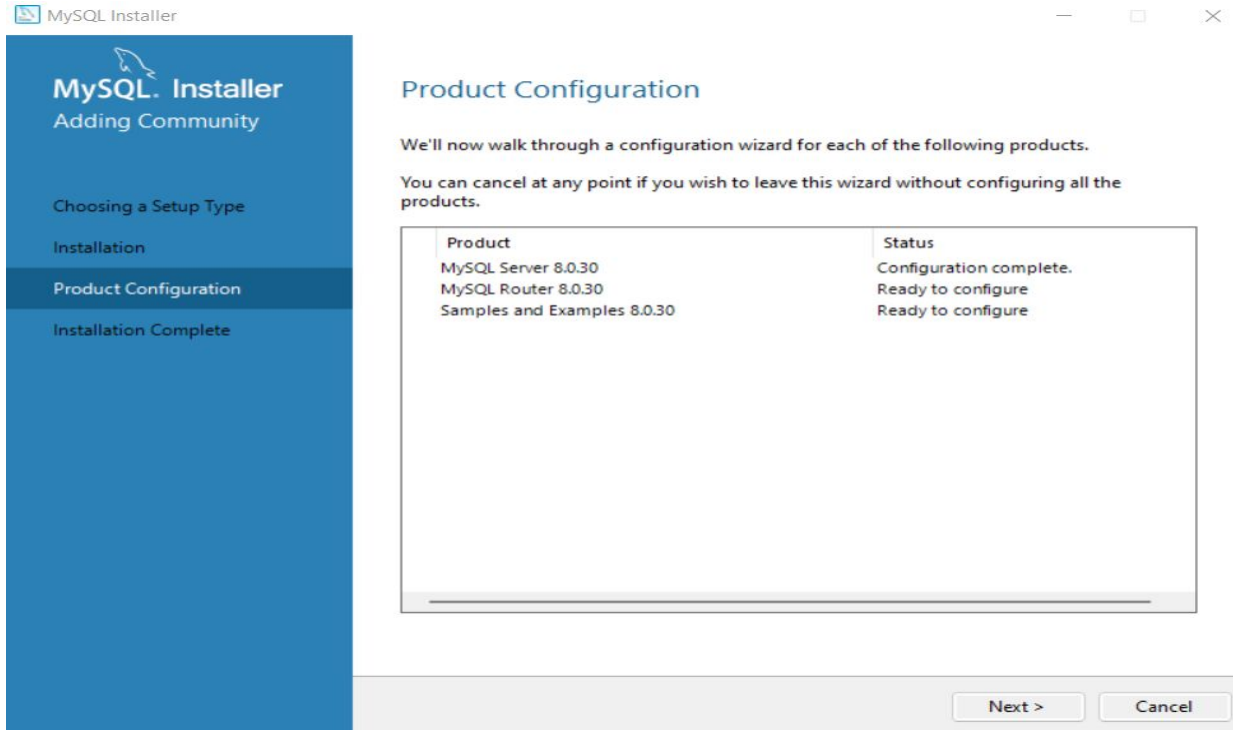 MySQL Installer
MySQL. Installer
Adding Community
Choosing a Setup Type
Installation
Product Configuration
Installation Complete
Product Configuration
We'll now walk through a configuration wizard for each of the following products.
You can cancel at any point if you wish to leave this wizard without configuring all the
products.
Product Status
MySQL Server 8.0.30 Configuration complete.
MySQL Router 8.0.30 Ready to configure
Samples and Examples 8.0.30 Ready to configure
Next > Cancel